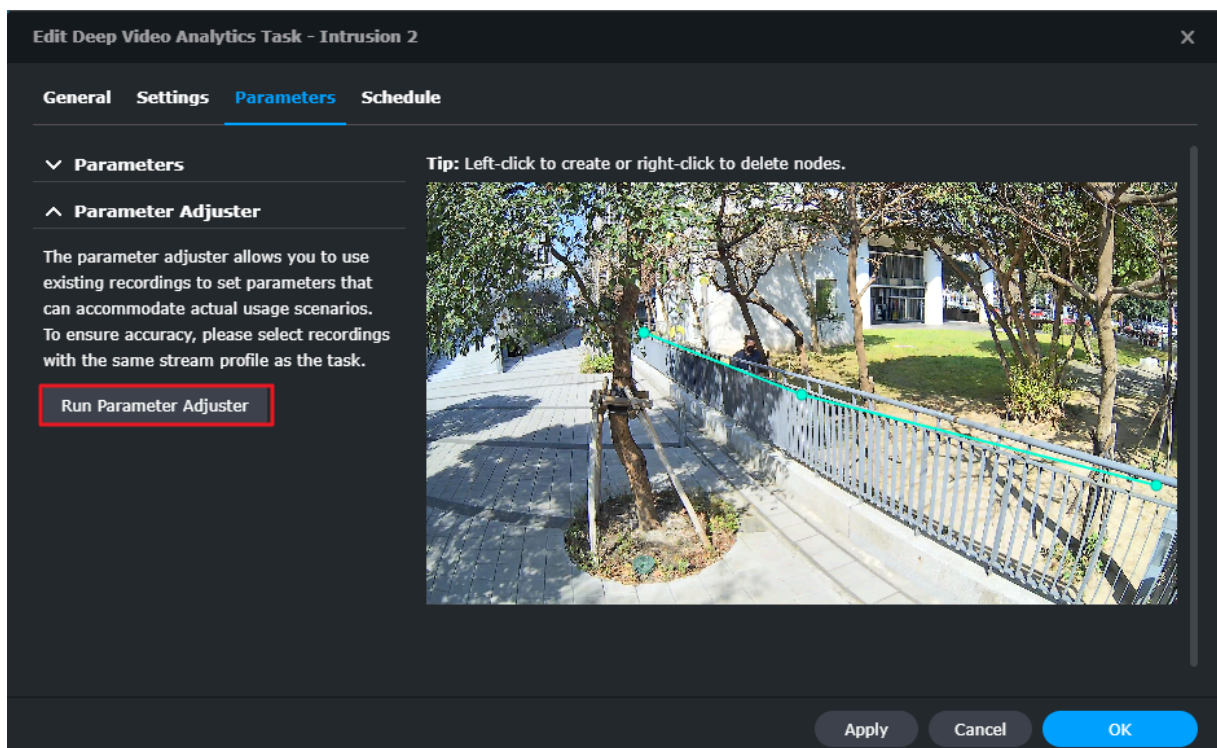 Edit Deep Video Analytics Task - Intrusion 2
X
General Settings Parameters Schedule
Parameters
Parameter Adjuster
The parameter adjuster allows you to use
existing recordings to set parameters that
can accommodate actual usage scenarios.
To ensure accuracy, please select recordings
with the same stream profile as the task.
Run Parameter Adjuster
Tip: Left-click to create or right-click to delete nodes.
Apply Cancel OK